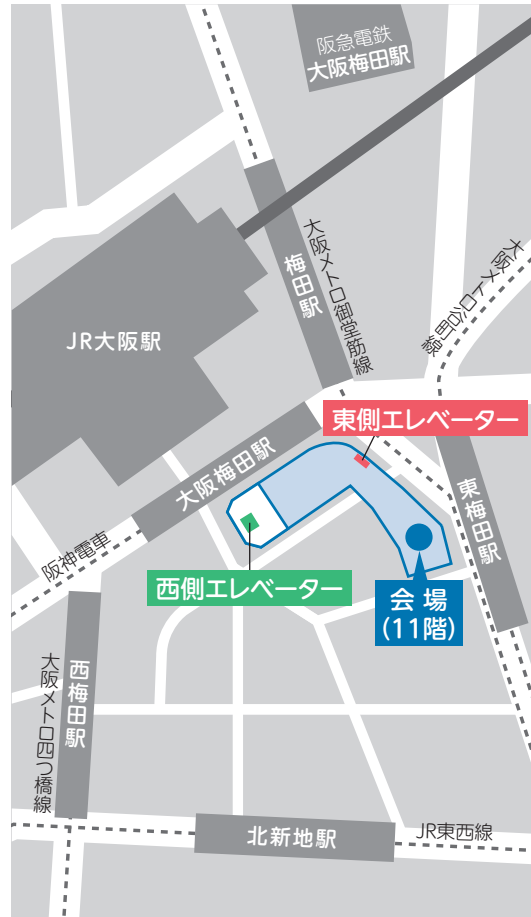 阪急電鉄
大阪梅田駅
梅田駅
大阪メトロ御堂筋線
大阪メトロ谷町線
JR大阪駅
東側エレベーター
大阪梅田駅
東梅田駅
阪神電車
西側エレベーター
会場
(11階)
西梅田駅
大阪メトロ四つ橋線
北新地駅
JR東西線